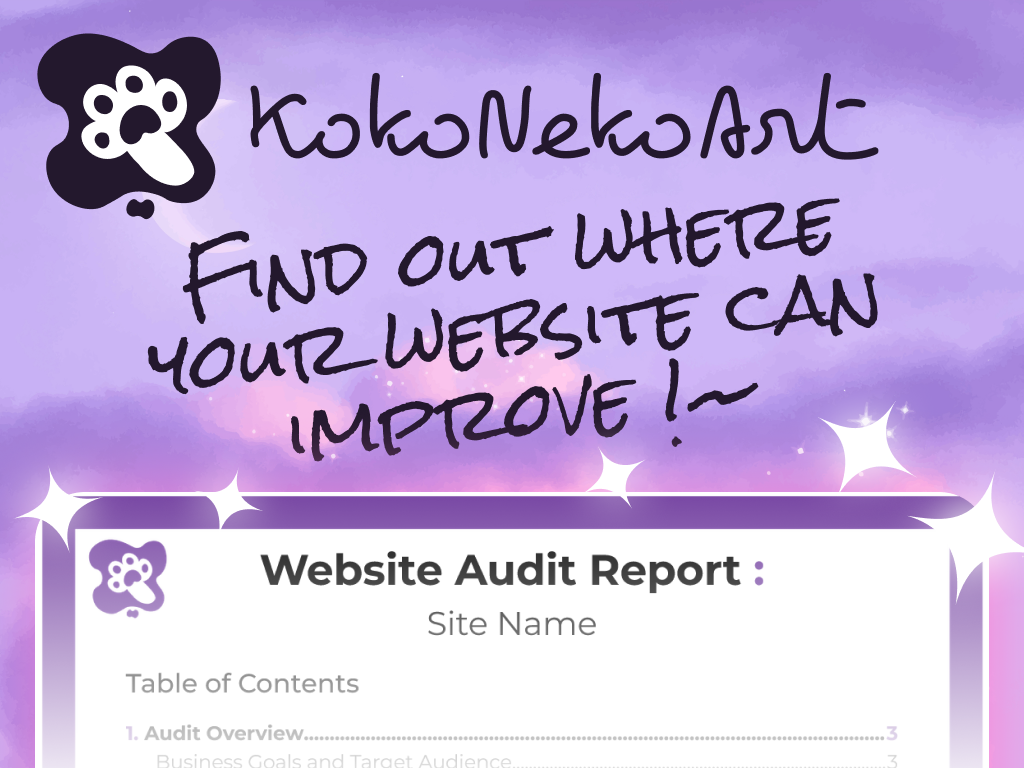 KokoNekoArt
FIND OUT WHERE
YOUR WEBSITE CAN
IMPROVE !~
Website Audit Report :
Site Name
Table of Contents
1. Audit Overview........................................................................................................3
Business Goals and Target Audience.....................................................................3